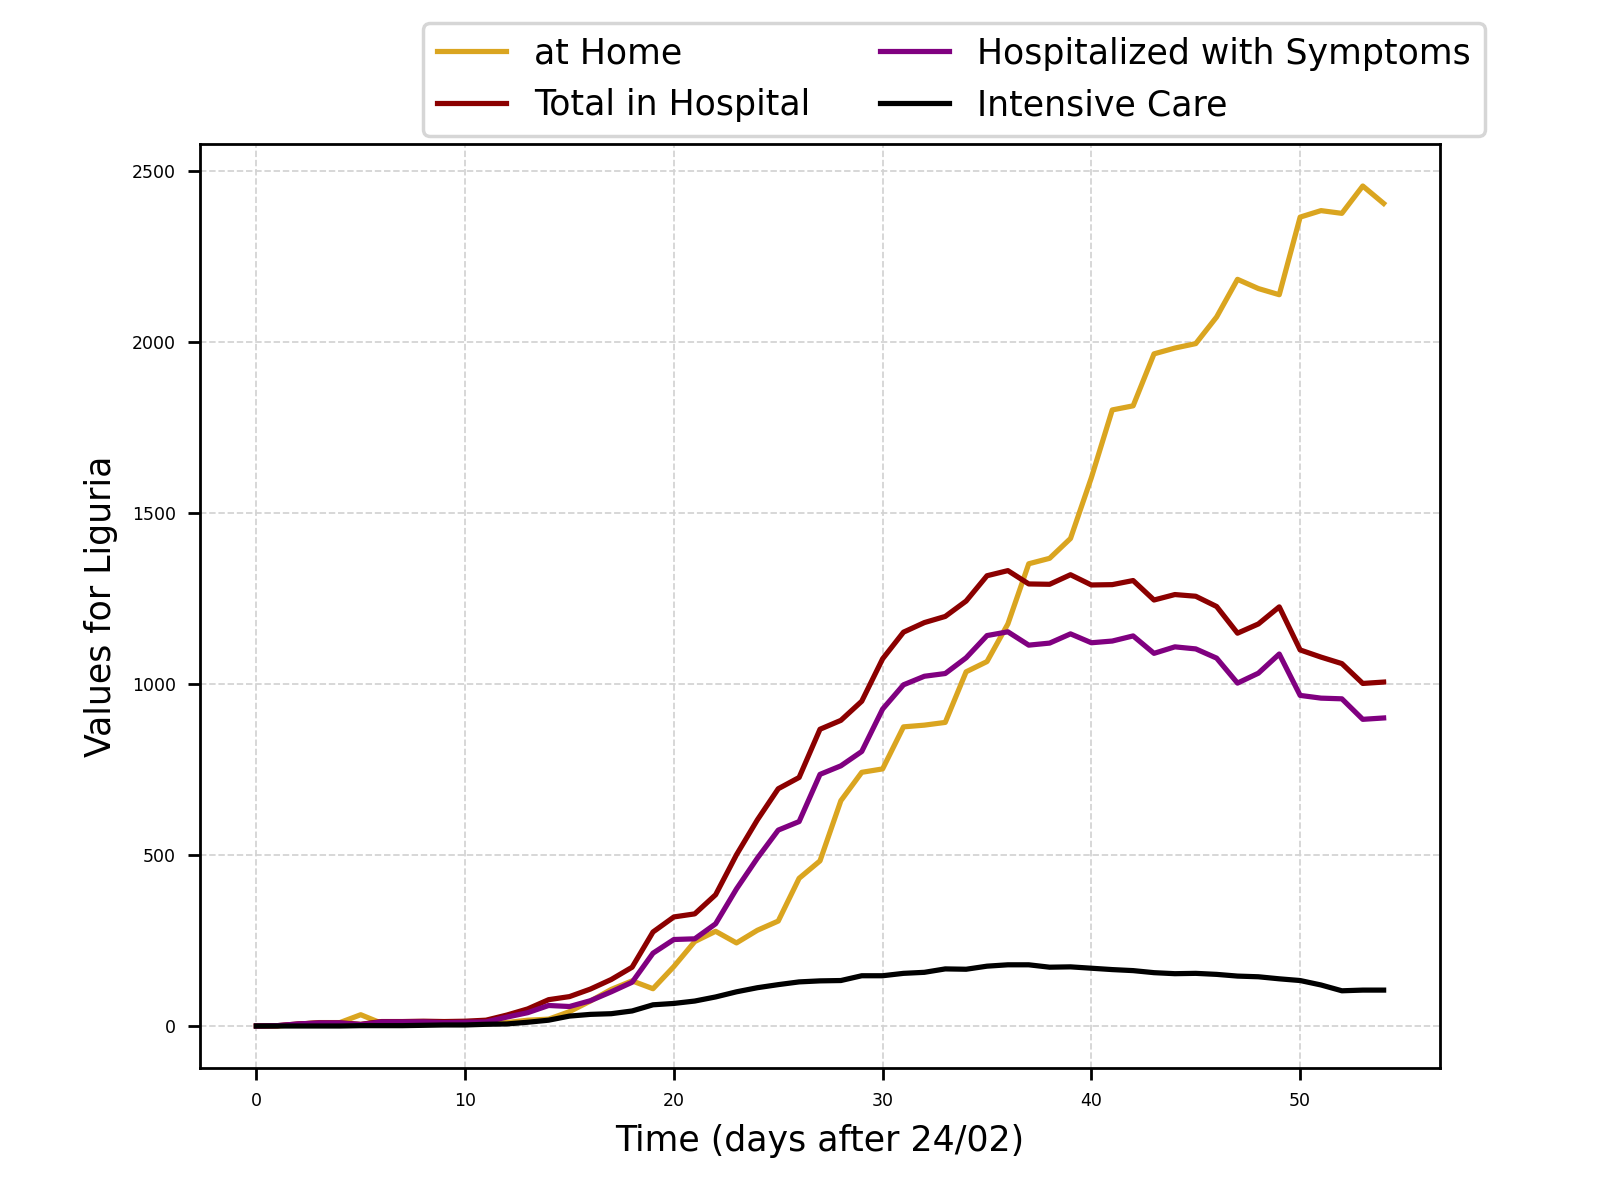 at Home
Total in Hospital
Hospitalized with Symptoms
Intensive Care
2500
2000
1500
1000
500
0
Values for Liguria
0 10 20 30 40 50
Time (days after 24/02)